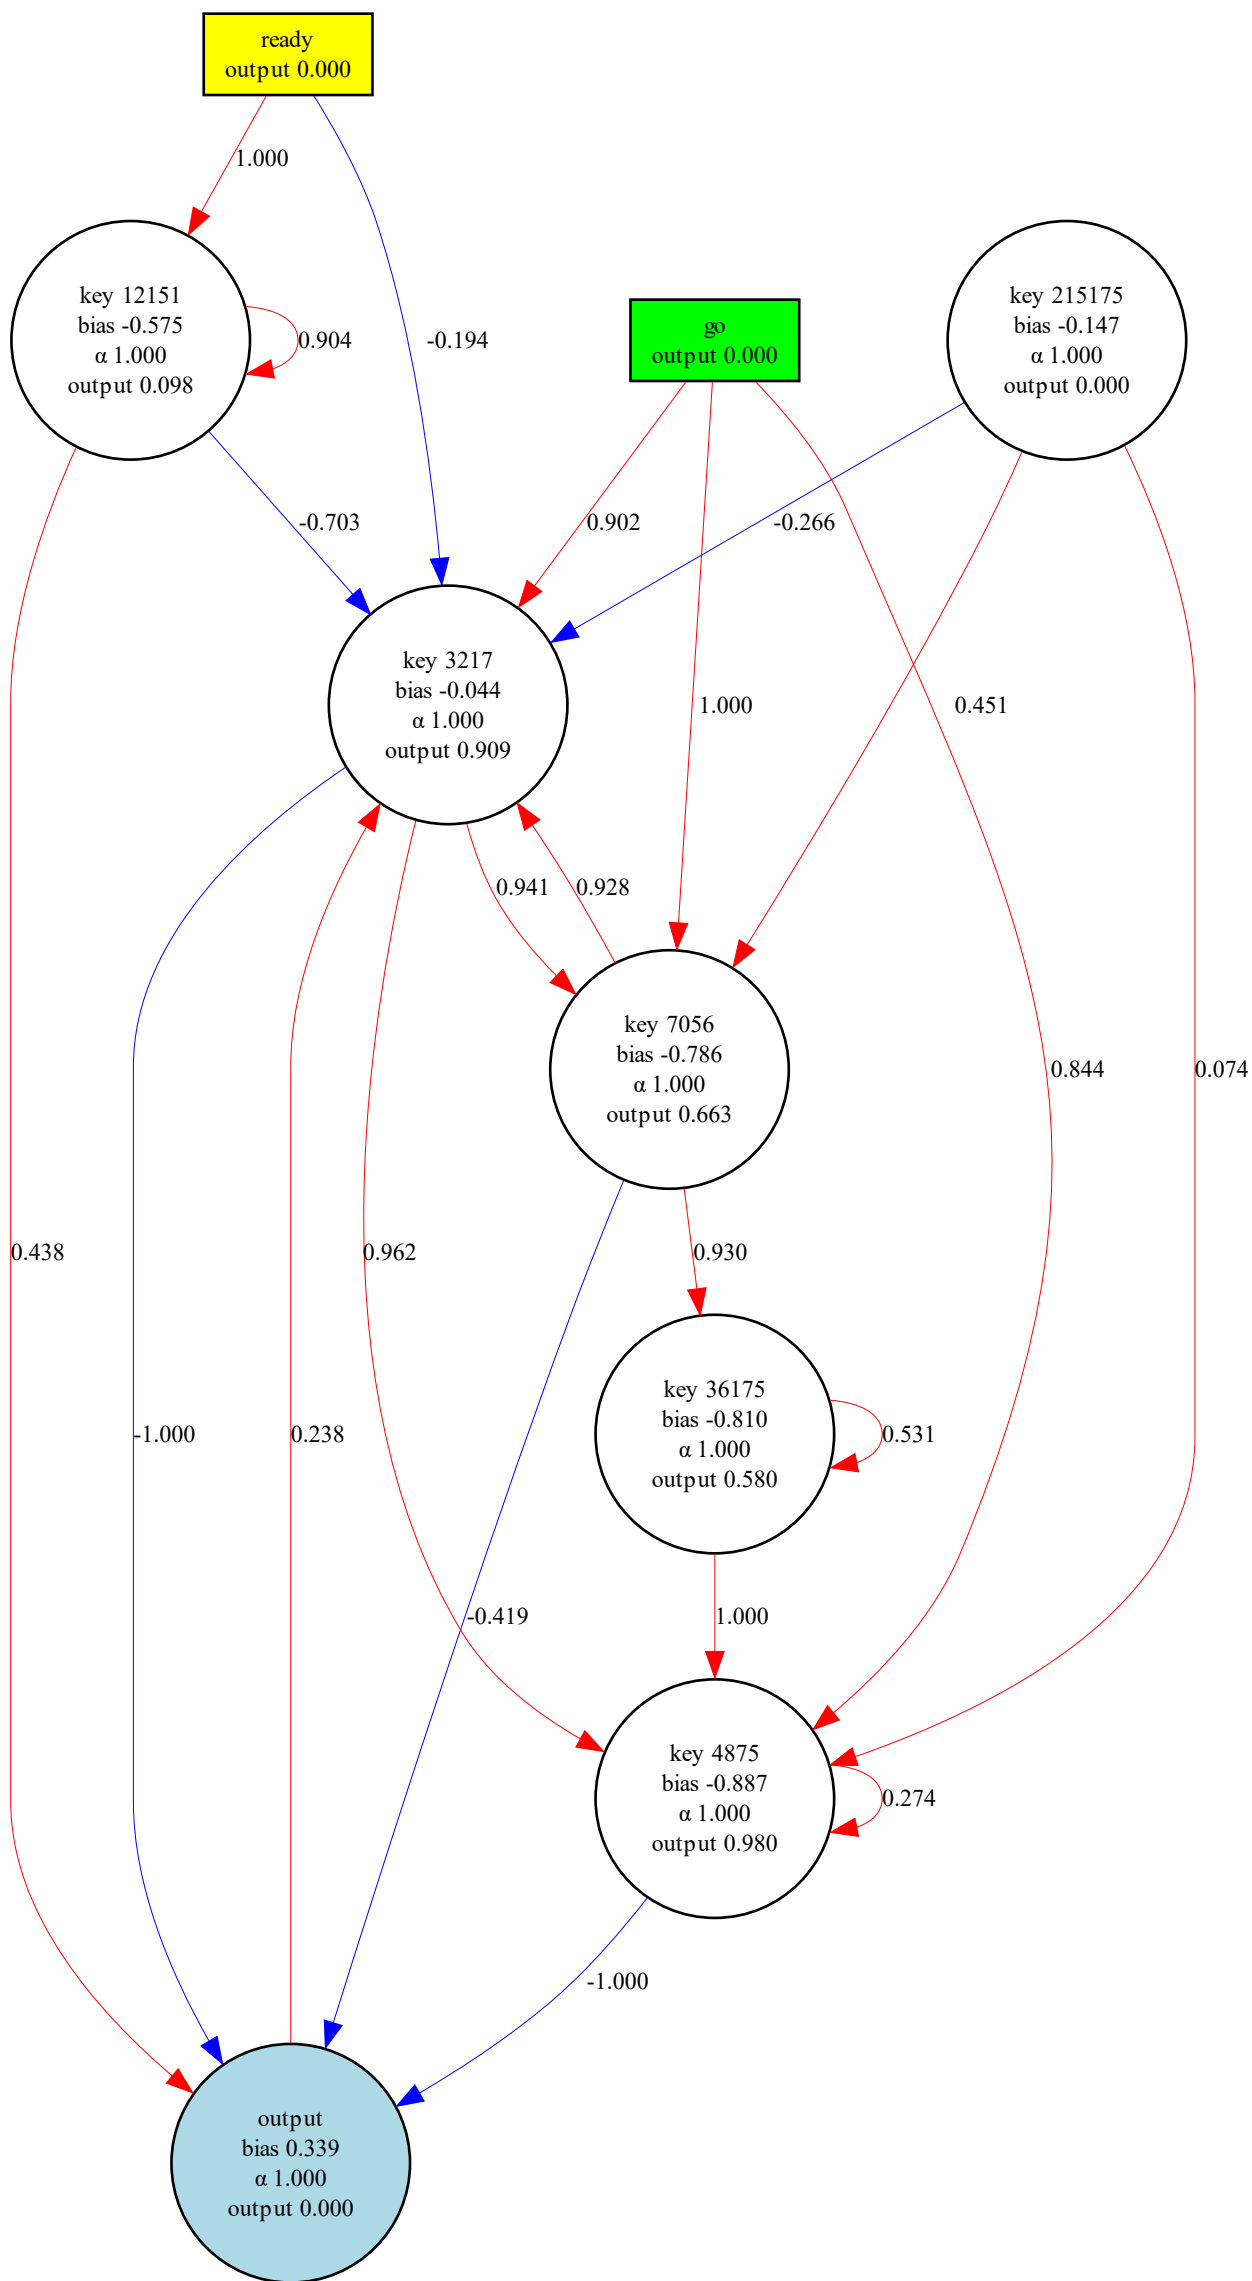 ready
output 0.000
1.000
key 12151
bias -0.575
α 1.000
output 0.098
0.904
-0.194
go
output 0.000
key 215175
bias -0.147
α 1.000
output 0.000
-0.703
0.902
-0.266
key 3217
bias -0.044
α 1.000
output 0.909
1.000
0.451
0.941
0.928
key 7056
bias -0.786
α 1.000
output 0.663
0.844
0.074
0.438
0.962
0.930
key 36175
bias -0.810
α 1.000
output 0.580
0.531
-1.000
0.238
-0.419
1.000
key 4875
bias -0.887
α 1.000
output 0.980
0.274
-1.000
output
bias 0.339
α 1.000
output 0.000